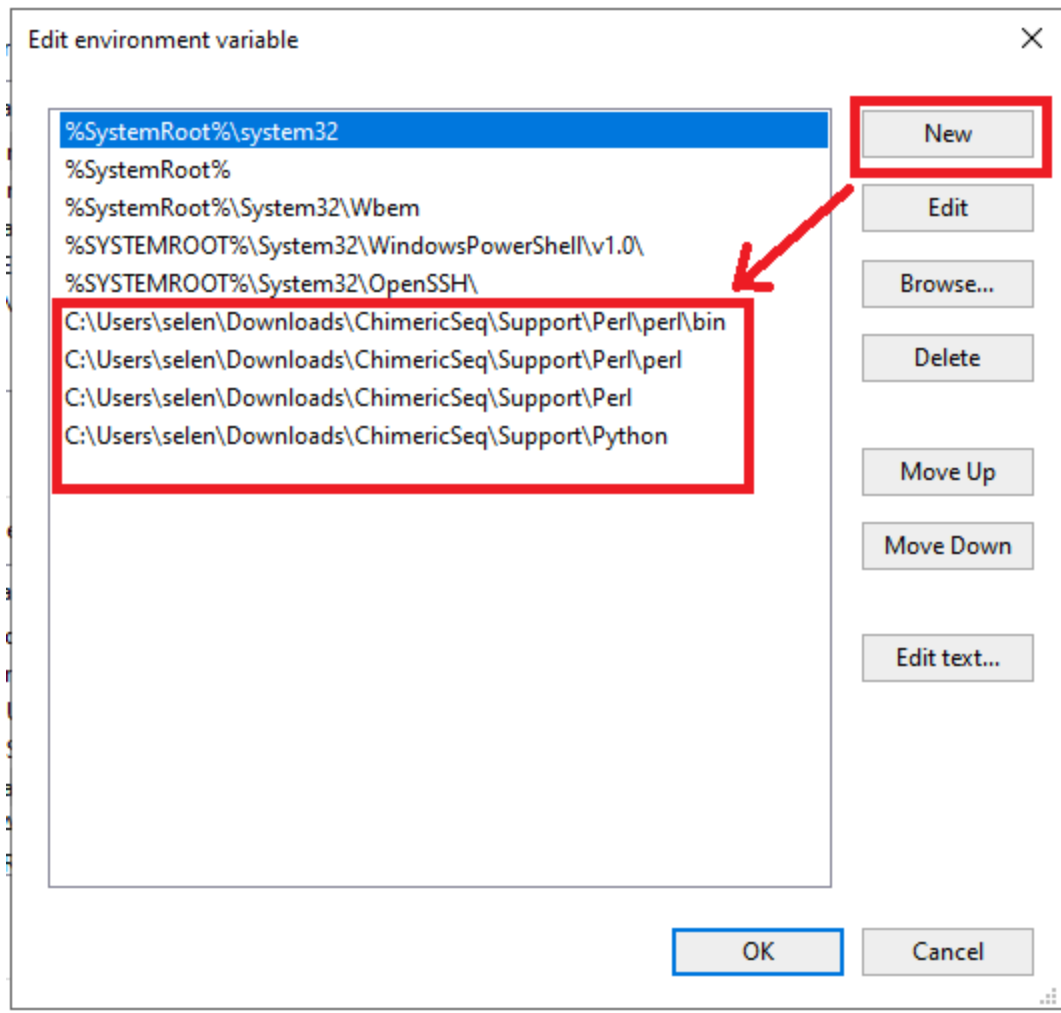 Edit environment variable
%SystemRoot%\system32
%SystemRoot%
%SystemRoot%\System32\Wbem
%SYSTEMROOT%\System32\WindowsPowerShell\v1.0\
%SYSTEMROOT%\System32\OpenSSH\
C:\Users\selen\Downloads\ChimericSeq\Support\Perl\perl\bin
C:\Users\selen\Downloads\ChimericSeq\Support\Perl\perl
C:\Users\selen\Downloads\ChimericSeq\Support\Perl
C:\Users\selen\Downloads\ChimericSeq\Support\Python
New
Edit
Browse...
Delete
Move Up
Move Down
Edit text...
OK
Cancel